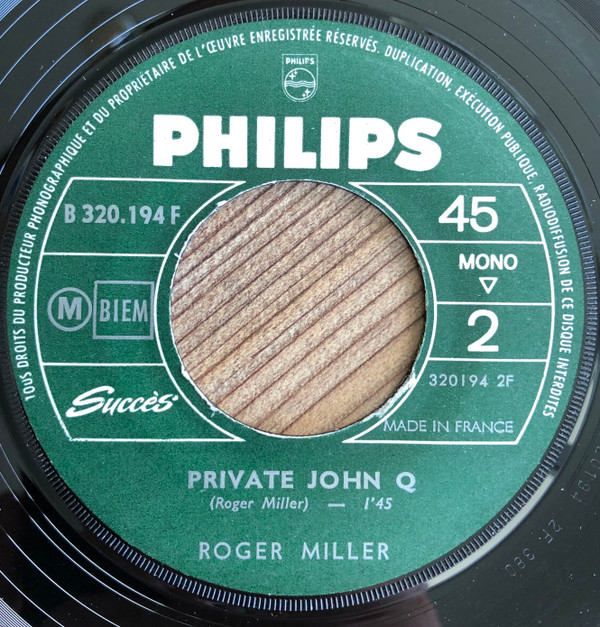 TOUS DROITS DU PRODUCTEUR PHONOGRAPHIQUE ET DU PROPRIÉTAIRE DE L'ŒUVRE ENREGISTRÉE RÉSERVÉS. DUPLICATION, EXÉCUTION PUBLIQUE, RADIODIFFUSION DE CE DISQUE INTERDITES
PHILIPS
PHILIPS
B 320.194 F
45
MONO
M BIEM
2
320194 2F
Succès
MADE IN FRANCE
PRIVATE JOHN Q
(Roger Miller) — 1'45
ROGER MILLER